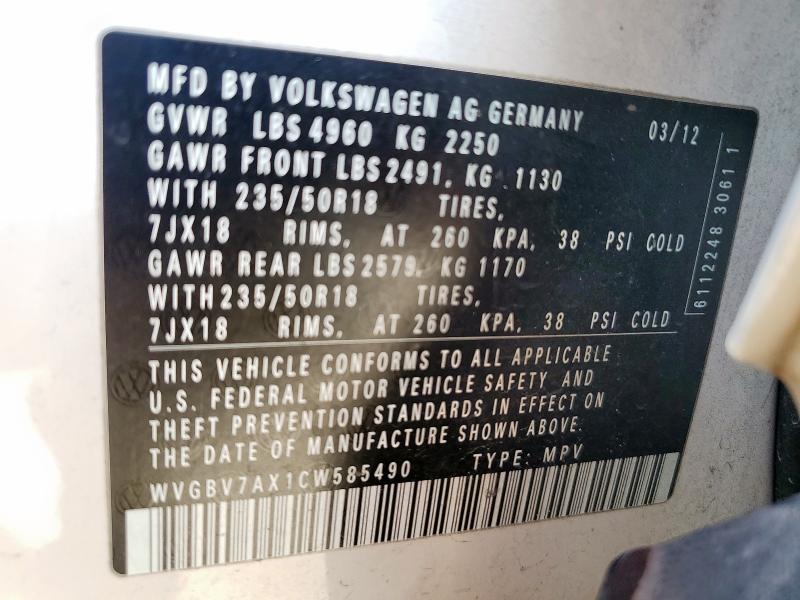 MFD BY VOLKSWAGEN AG GERMANY
03/12
GVWR LBS 4960 KG 2250
GAWR FRONT LBS 2491, KG 1130
WITH 235/50R18 TIRES,
7JX18 RIMS, AT 260 KPA, 38 PSI COLD
GAWR REAR LBS 2579, KG 1170
WITH 235/50R18 TIRES,
7JX18 RIMS, AT 260 KPA, 38 PSI COLD
6112248 3061 1
THIS VEHICLE CONFORMS TO ALL APPLICABLE
U.S. FEDERAL MOTOR VEHICLE SAFETY AND
THEFT PREVENTION STANDARDS IN EFFECT ON
THE DATE OF MANUFACTURE SHOWN ABOVE.
WVGBV7AX1CW585490 TYPE: MPV